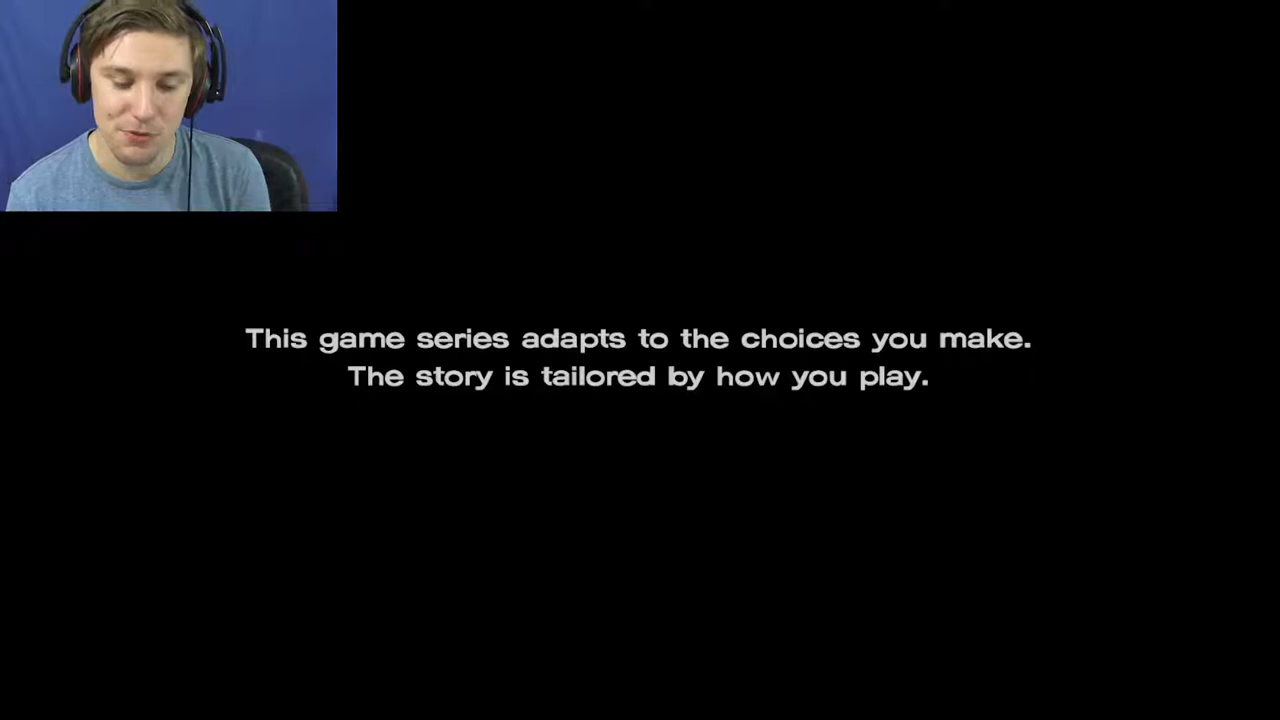 This game series adapts to the choices you make.
The story is tailored by how you play.